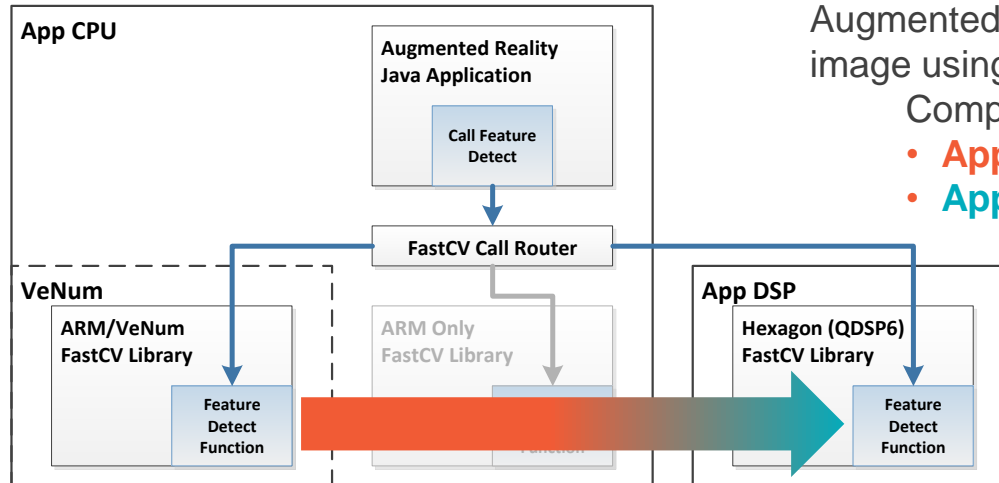 App CPU
Augmented Reality
Java Application
Call Feature
Detect
FastCV Call Router
VeNum
ARM/VeNum
FastCV Library
Feature
Detect
Function
ARM Only
FastCV Library
Function
App DSP
Hexagon (QDSP6)
FastCV Library
Feature
Detect
Function
Augmented
image using
Comp
• App
• App